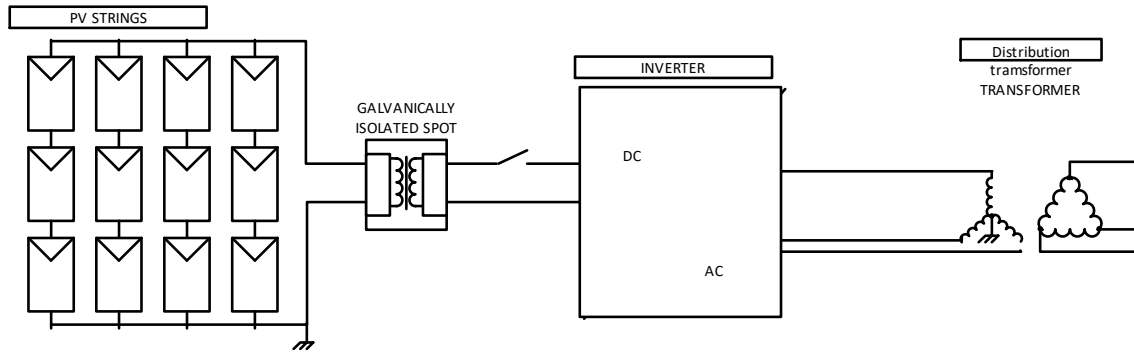 PV STRINGS
GALVANICALLY
ISOLATED SPOT
INVERTER
DC
AC
Distribution
tramsformer
TRANSFORMER